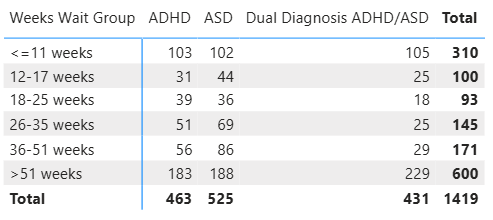 Weeks Wait Group ADHD ASD Dual Diagnosis ADHD/ASD Total
<=11 weeks 103 102 105 310
12-17 weeks 31 44 25 100
18-25 weeks 39 36 18 93
26-35 weeks 51 69 25 145
36-51 weeks 56 86 29 171
>51 weeks 183 188 229 600
Total 463 525 431 1419